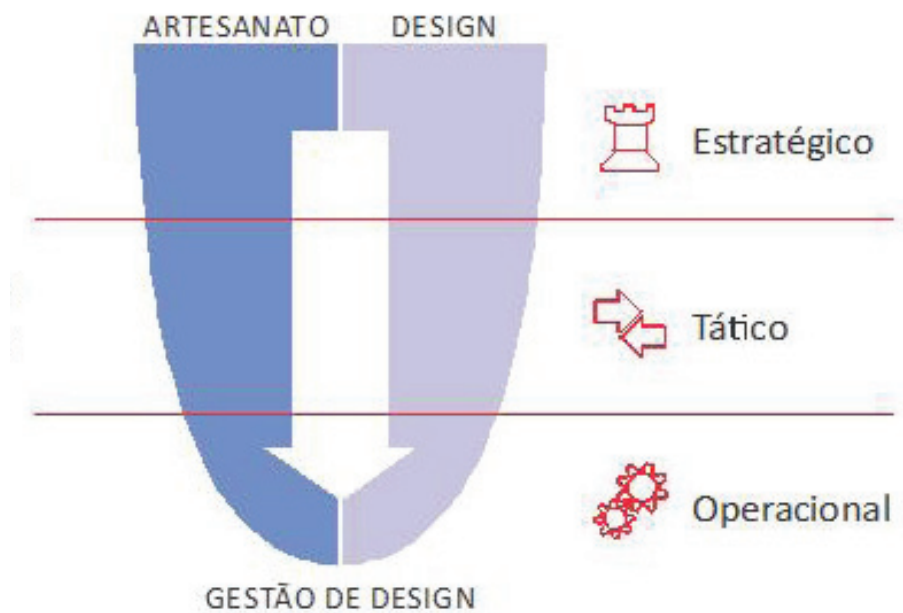 ARTESANATO DESIGN
Estratégico
Tático
Operacional
GESTÃO DE DESIGN